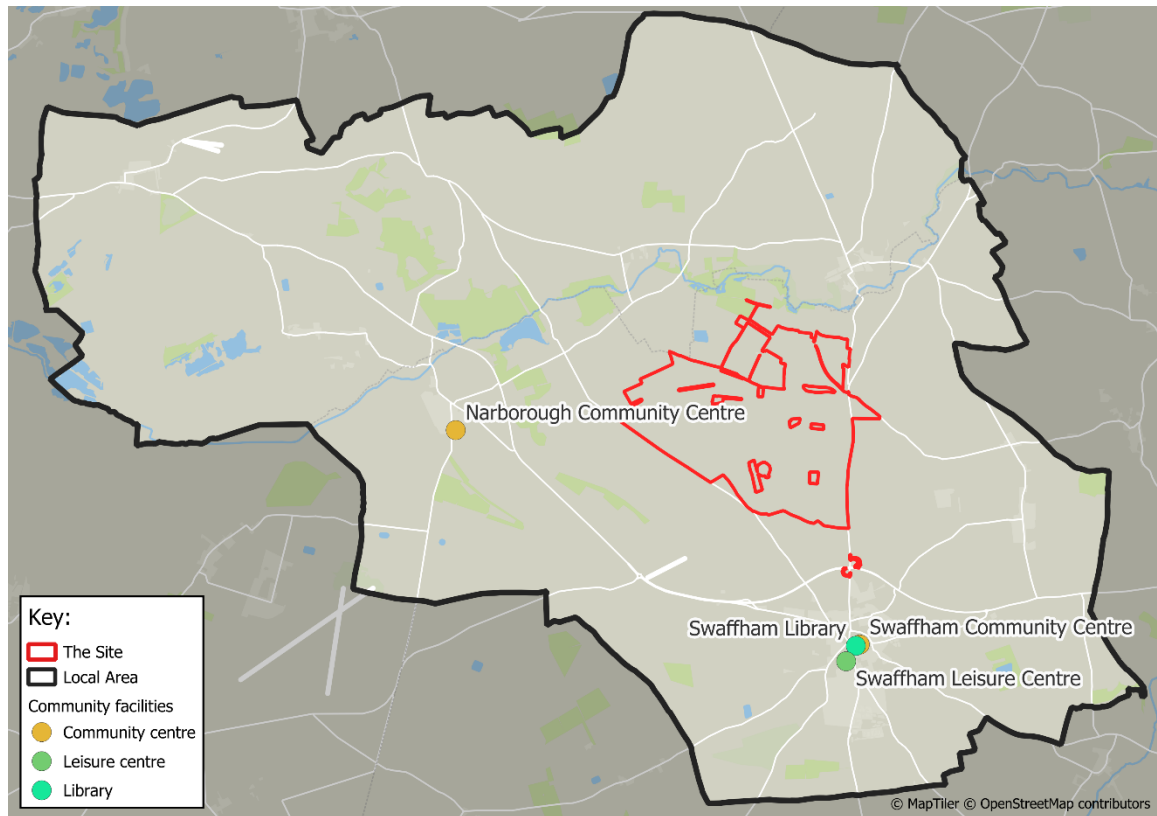 Narborough Community Centre
Swaffham Library
Swaffham Community Centre
Swaffham Leisure Centre
Key:
The Site
Local Area
Community facilities
Community centre
Leisure centre
Library
© MapTiler © OpenStreetMap contributors